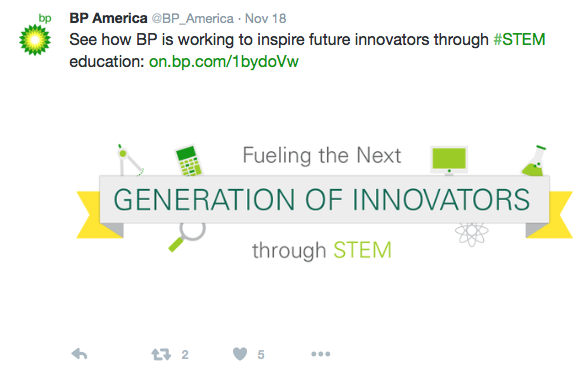 bp
BP America @BP_America · Nov 18
See how BP is working to inspire future innovators through #STEM
education: on.bp.com/1bydoVw
Fueling the Next
GENERATION OF INNOVATORS
through STEM
2
5